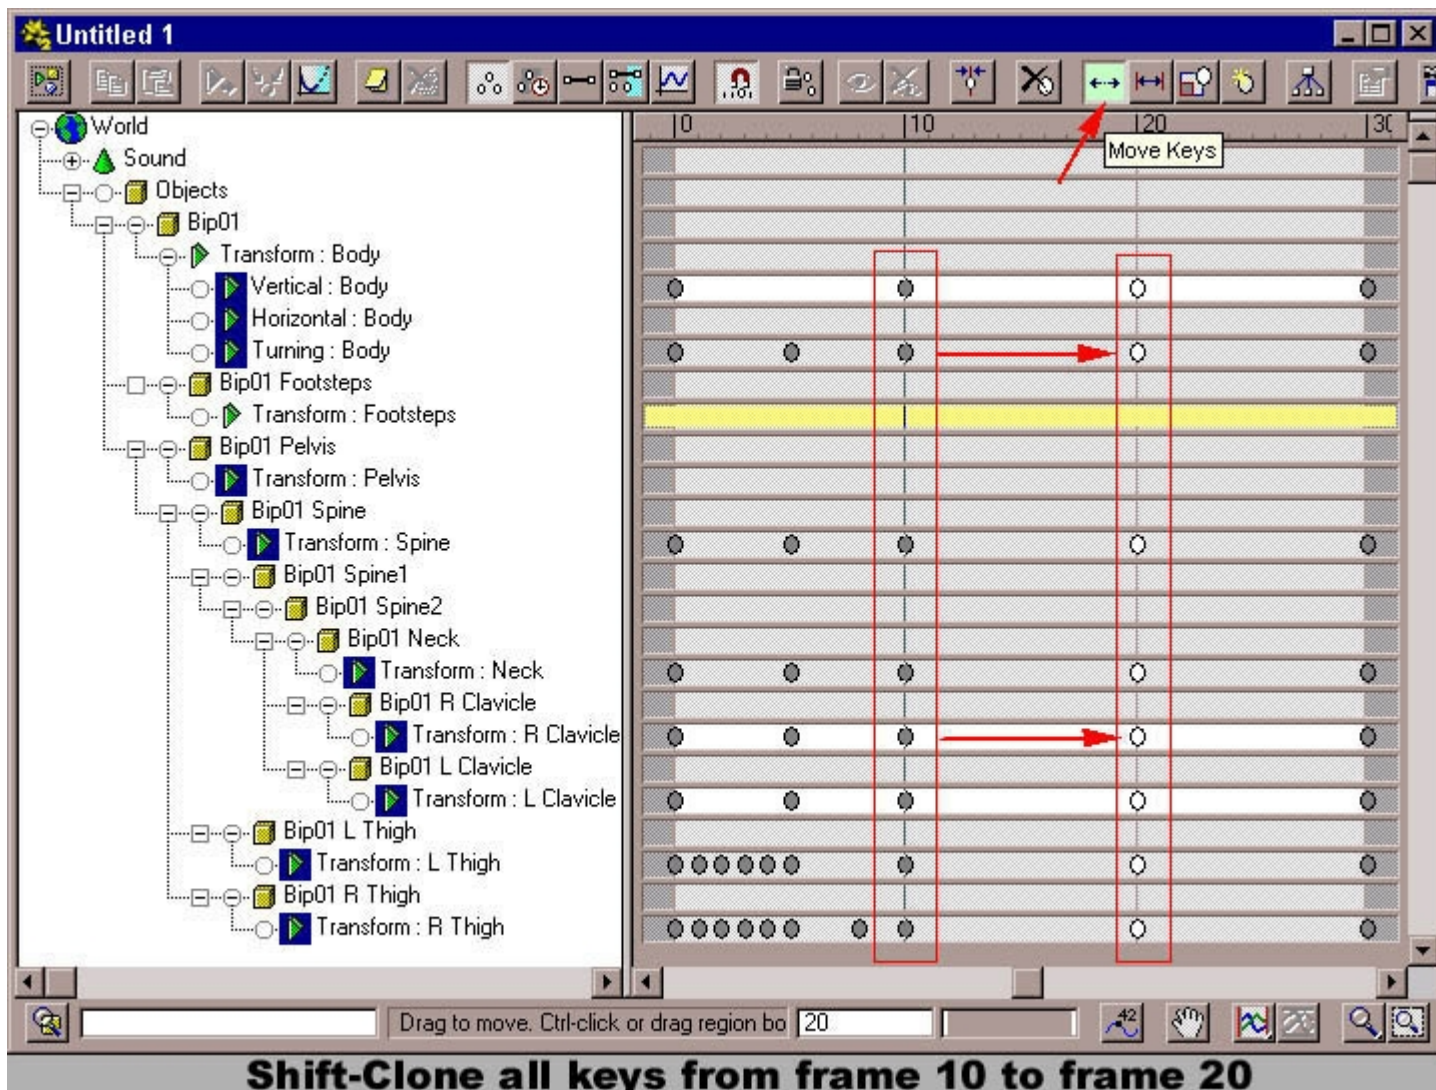 Untitled 1
World
0 10 20 30
Sound
Move Keys
Objects
Bip01
Transform : Body
Vertical : Body
Horizontal : Body
Turning : Body
Bip01 Footsteps
Transform : Footsteps
Bip01 Pelvis
Transform : Pelvis
Bip01 Spine
Transform : Spine
Bip01 Spine1
Bip01 Spine2
Bip01 Neck
Transform : Neck
Bip01 R Clavicle
Transform : R Clavicle
Bip01 L Clavicle
Transform : L Clavicle
Bip01 L Thigh
Transform : L Thigh
Bip01 R Thigh
Transform : R Thigh
Drag to move. Ctrl-click or drag region bo 20
42
Shift-Clone all keys from frame 10 to frame 20